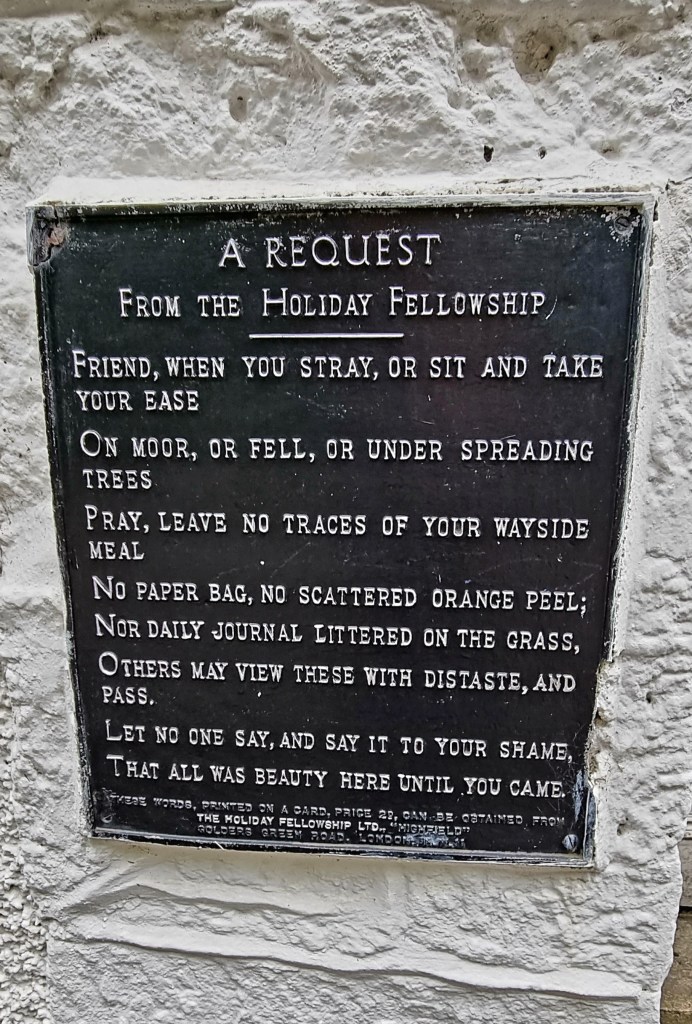 A REQUEST
FROM THE HOLIDAY FELLOWSHIP
FRIEND, WHEN YOU STRAY, OR SIT AND TAKE
YOUR EASE
ON MOOR, OR FELL, OR UNDER SPREADING
TREES
PRAY, LEAVE NO TRACES OF YOUR WAYSIDE
MEAL
NO PAPER BAG, NO SCATTERED ORANGE PEEL;
NOR DAILY JOURNAL LITTERED ON THE GRASS,
OTHERS MAY VIEW THESE WITH DISTASTE, AND
PASS.
LET NO ONE SAY, AND SAY IT TO YOUR SHAME,
THAT ALL WAS BEAUTY HERE UNTIL YOU CAME.
THESE WORDS, PRINTED ON A CARD, PRICE CAN BE OBTAINED FROM
THE HOLIDAY FELLOWSHIP LTD., "HIGHFIELD"
GOLDERS GREEN ROAD, LONDON,